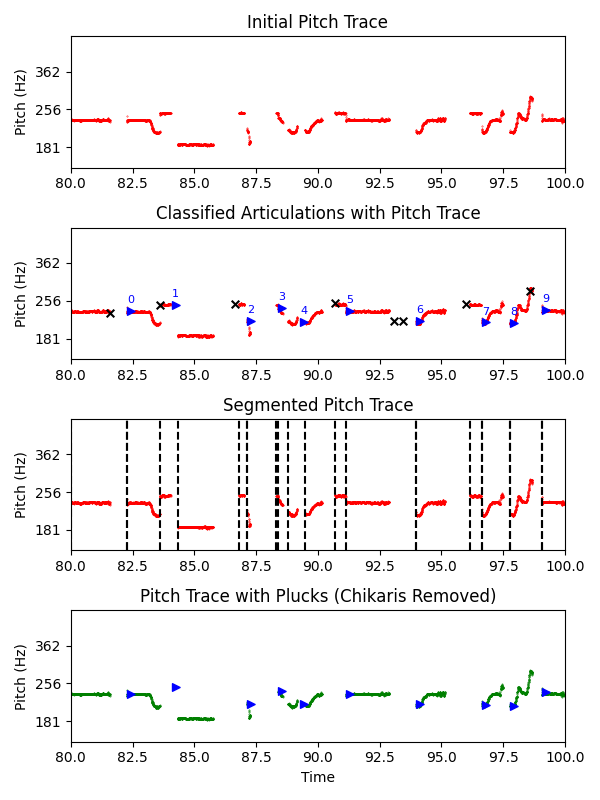 Initial Pitch Trace
362
256
181
Pitch (Hz)
80.0 82.5 85.0 87.5 90.0 92.5 95.0 97.5 100.0
Classified Articulations with Pitch Trace
362
256
181
Pitch (Hz)
0 1 2 3 4 5 6 7 8 9
80.0 82.5 85.0 87.5 90.0 92.5 95.0 97.5 100.0
Segmented Pitch Trace
362
256
181
Pitch (Hz)
80.0 82.5 85.0 87.5 90.0 92.5 95.0 97.5 100.0
Pitch Trace with Plucks (Chikaris Removed)
362
256
181
Pitch (Hz)
80.0 82.5 85.0 87.5 90.0 92.5 95.0 97.5 100.0
Time